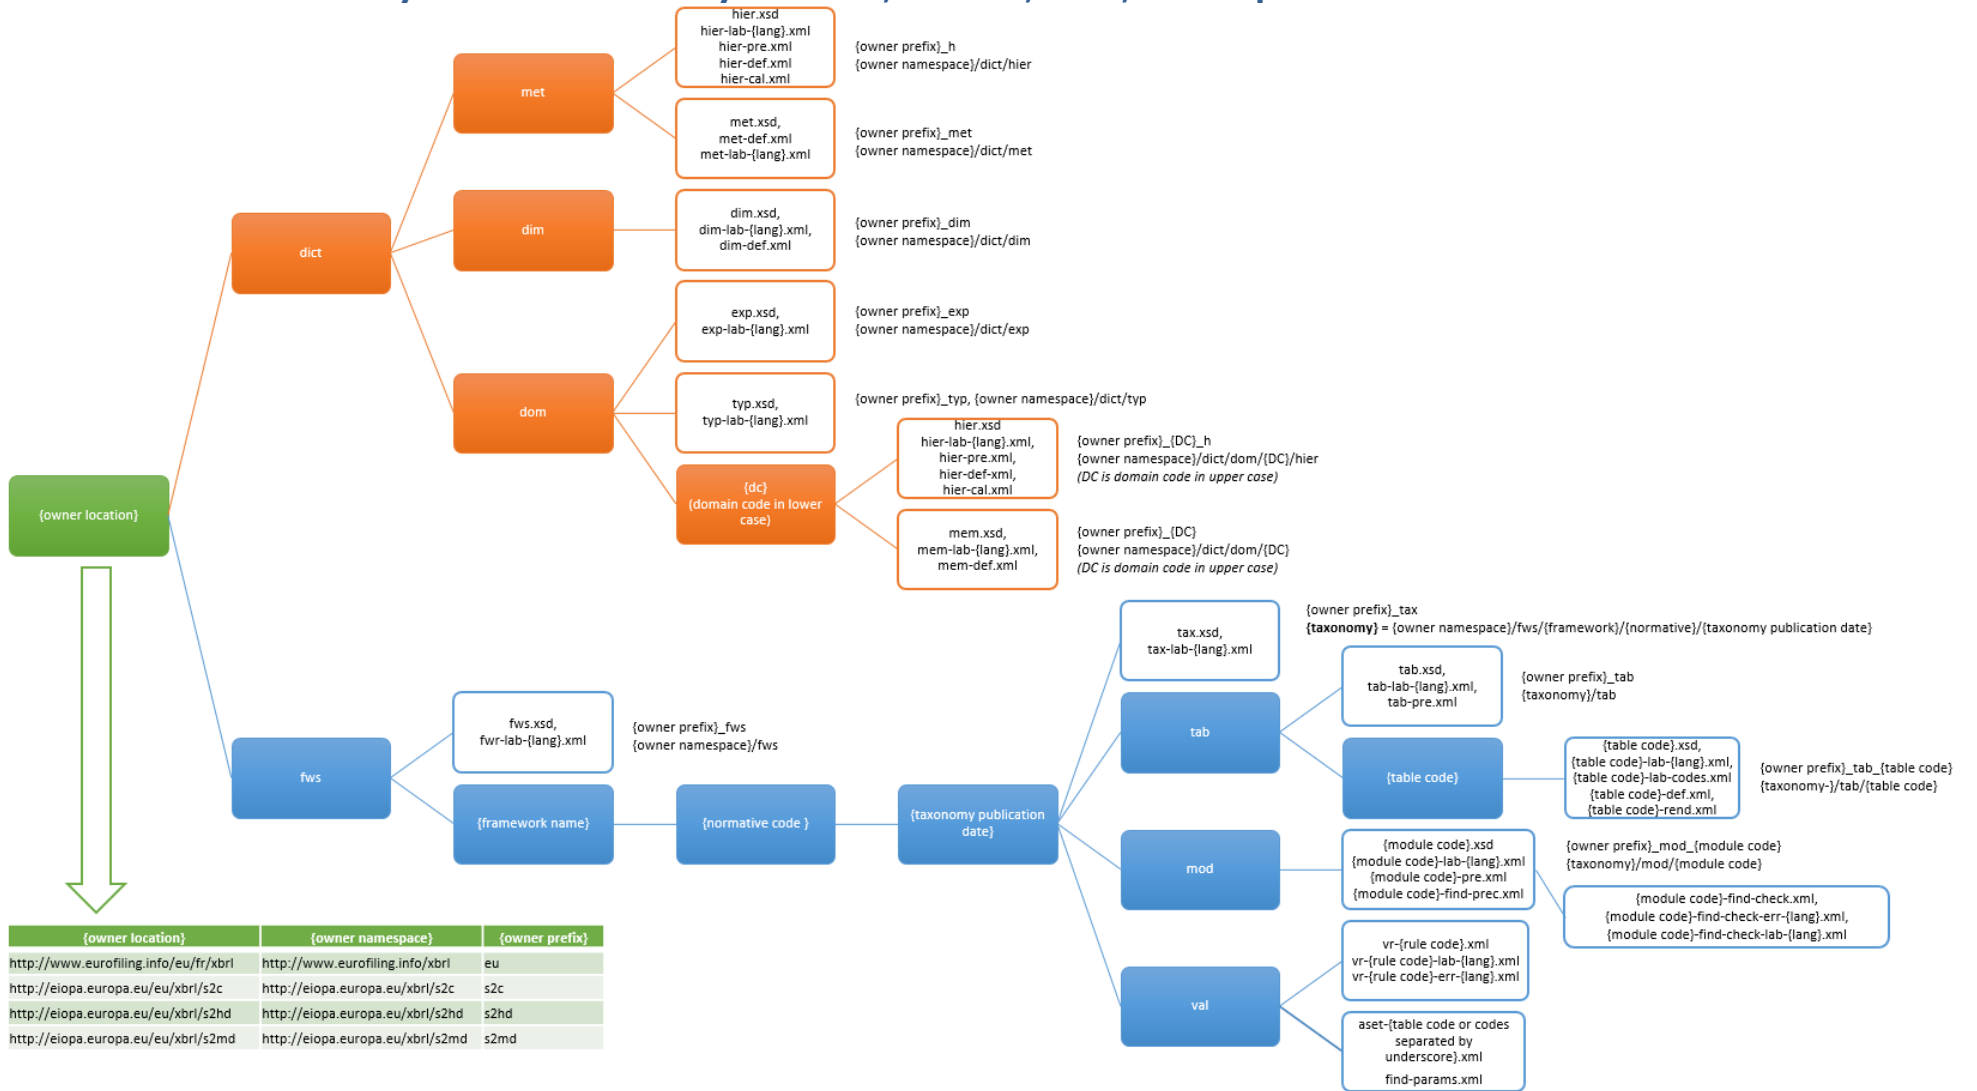 hier.xsd
hier-lab-{lang}.xml
hier-pre.xml
hier-def.xml
hier-cal.xml
{owner prefix}_h
{owner namespace}/dict/hier
met
met.xsd,
met-def.xml
met-lab-{lang}.xml
{owner prefix}_met
{owner namespace}/dict/met
dict
dim
dim.xsd,
dim-lab-{lang}.xml,
dim-def.xml
{owner prefix}_dim
{owner namespace}/dict/dim
exp.xsd,
exp-lab-{lang}.xml
{owner prefix}_exp
{owner namespace}/dict/exp
dom
typ.xsd,
typ-lab-{lang}.xml
{owner prefix}_typ, {owner namespace}/dict/typ
{dc}
(domain code in lower
case)
hier.xsd
hier-lab-{lang}.xml,
hier-pre.xml,
hier-def-xml,
hier-cal.xml
{owner prefix}_{DC}_h
{owner namespace}/dict/dom/{DC}/hier
(DC is domain code in upper case)
mem.xsd,
mem-lab-{lang}.xml,
mem-def.xml
{owner prefix}_{DC}
{owner namespace}/dict/dom/{DC}
(DC is domain code in upper case)
{owner location}
fws
fws.xsd,
fwr-lab-{lang}.xml
{owner prefix}_fws
{owner namespace}/fws
{framework name}
{normative code }
{taxonomy publication
date}
tax.xsd,
tax-lab-{lang}.xml
{owner prefix}_tax
{taxonomy} = {owner namespace}/fws/{framework}/{normative}/{taxonomy publication date}
tab
tab.xsd,
tab-lab-{lang}.xml,
tab-pre.xml
{owner prefix}_tab
{taxonomy}/tab
{table code}
{table code}.xsd,
{table code}-lab-{lang}.xml,
{table code}-lab-codes.xml
{table code}-def.xml,
{table code}-rend.xml
{owner prefix}_tab_{table code}
{taxonomy-}/tab/{table code}
mod
{module code}.xsd
{module code}-lab-{lang}.xml
{module code}-pre.xml
{module code}-find-prec.xml
{owner prefix}_mod_{module code}
{taxonomy}/mod/{module code}
{module code}-find-check.xml,
{module code}-find-check-err-{lang}.xml,
{module code}-find-check-lab-{lang}.xml
val
vr-{rule code}.xml
vr-{rule code}-lab-{lang}.xml
vr-{rule code}-err-{lang}.xml
aset-{table code or codes
separated by
underscore}.xml
find-params.xml
{owner location} {owner namespace} {owner prefix}
http://www.eurofiling.info/eu/fr/xbrl http://www.eurofiling.info/xbrl eu
http://eiopa.europa.eu/eu/xbrl/s2c http://eiopa.europa.eu/xbrl/s2c s2c
http://eiopa.europa.eu/eu/xbrl/s2hd http://eiopa.europa.eu/xbrl/s2hd s2hd
http://eiopa.europa.eu/eu/xbrl/s2md http://eiopa.europa.eu/xbrl/s2md s2md